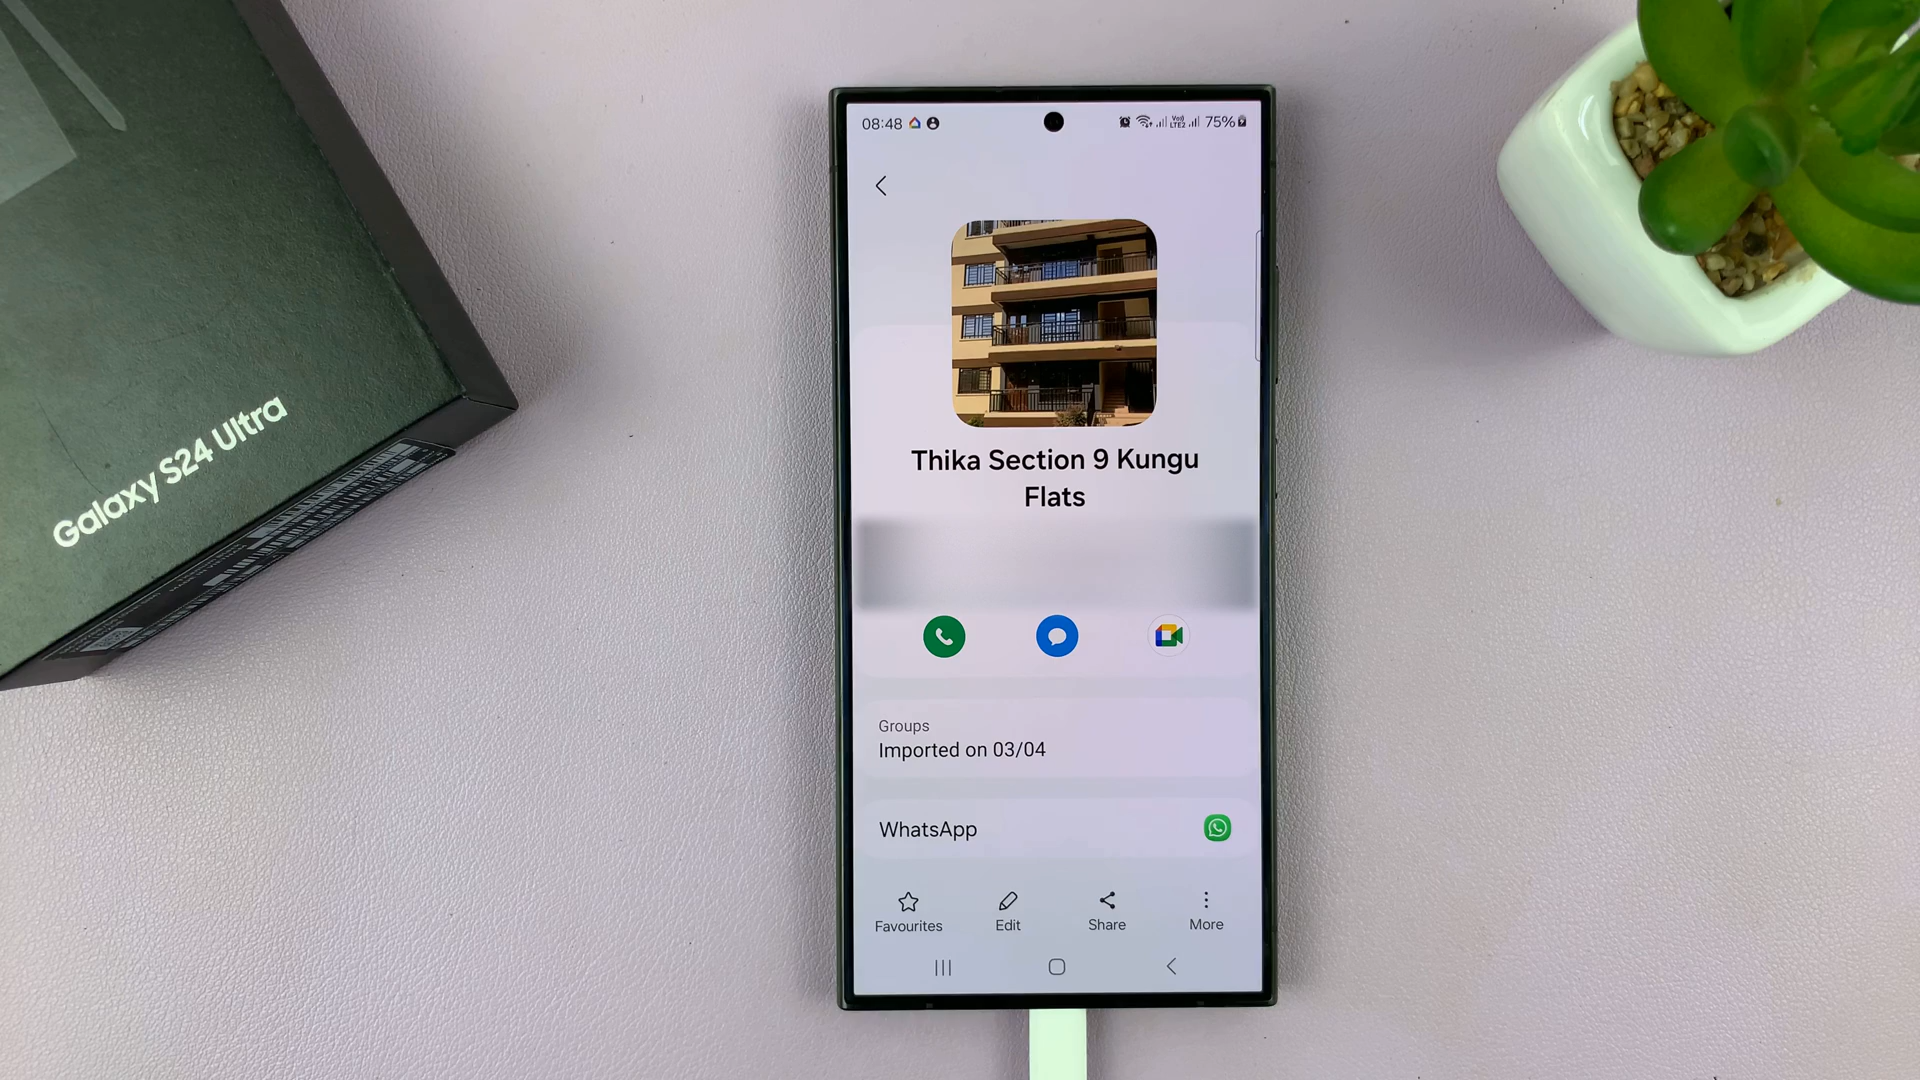 Galaxy S24 Ultra
08:48
LTE2 75%
Thika Section 9 Kungu
Flats
Groups
Imported on 03/04
WhatsApp
Favourites Edit Share More